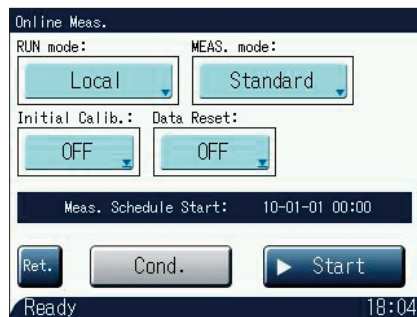 Online Meas.
RUN mode: MEAS. mode:
Local Standard
Initial Calib.: Data Reset:
OFF OFF
Meas. Schedule Start: 10-01-01 00:00
Ret. Cond. Start
Ready 18:04